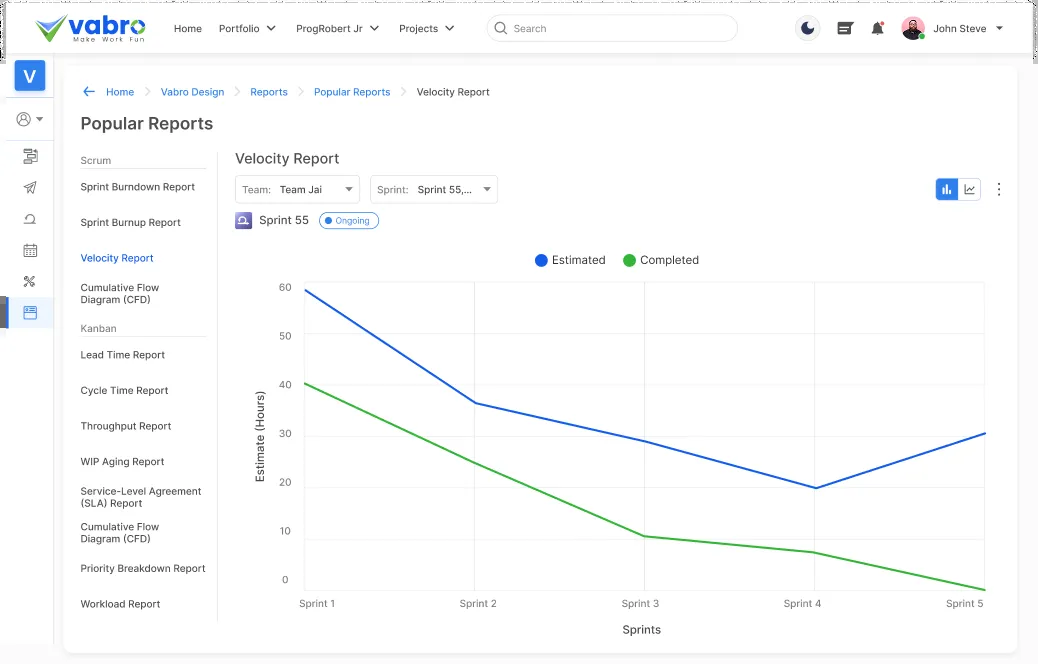 vabro
Make Work Fun
Home
Portfolio
ProgRobert Jr
Projects
Search
John Steve
V
Home
Vabro Design
Reports
Popular Reports
Velocity Report
Popular Reports
Scrum
Sprint Burndown Report
Sprint Burnup Report
Velocity Report
Cumulative Flow
Diagram (CFD)
Kanban
Lead Time Report
Cycle Time Report
Throughput Report
WIP Aging Report
Service-Level Agreement
(SLA) Report
Cumulative Flow
Diagram (CFD)
Priority Breakdown Report
Workload Report
Velocity Report
Team: Team Jai
Sprint: Sprint 55,...
Sprint 55
Ongoing
Estimated
Completed
60
50
40
30
20
10
0
Estimate (Hours)
Sprint 1
Sprint 2
Sprint 3
Sprint 4
Sprint 5
Sprints